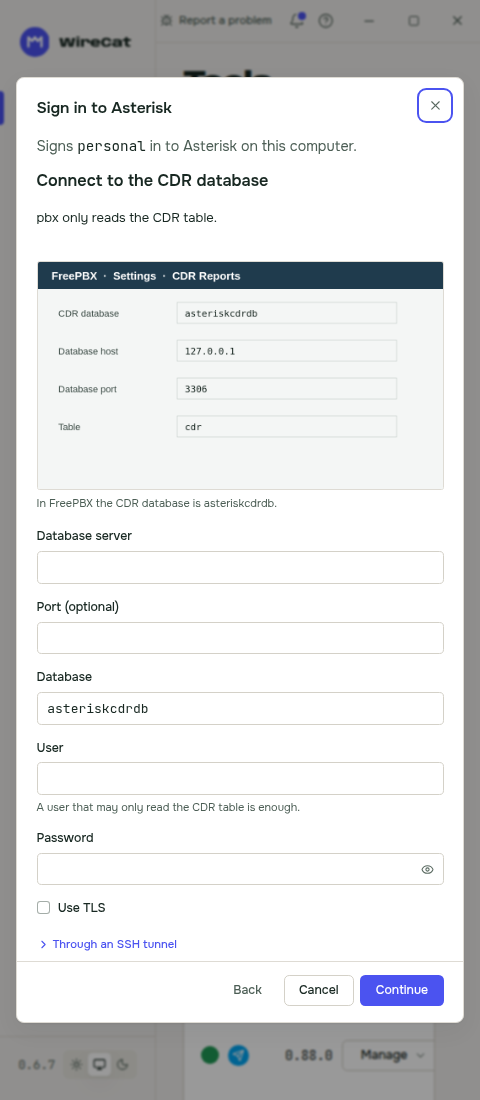 Report a problem
WireCat
Tools
Sign in to Asterisk
Signs personal in to Asterisk on this computer.
Connect to the CDR database
pbx only reads the CDR table.
FreePBX · Settings · CDR Reports
CDR database
asteriskcdrdb
Database host
127.0.0.1
Database port
3306
Table
cdr
In FreePBX the CDR database is asteriskcdrdb.
Database server
Port (optional)
Database
asteriskcdrdb
User
A user that may only read the CDR table is enough.
Password
Use TLS
Through an SSH tunnel
Back
Cancel
Continue
0.6.7
0.88.0
Manage